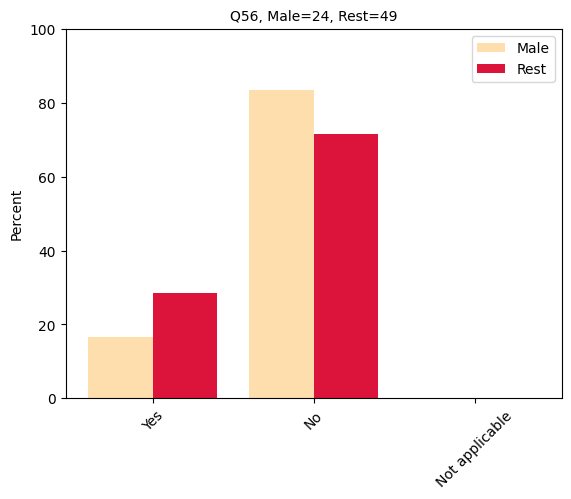 Q56, Male=24, Rest=49
Male
Rest
Percent
100
80
60
40
20
0
Yes
No
Not applicable